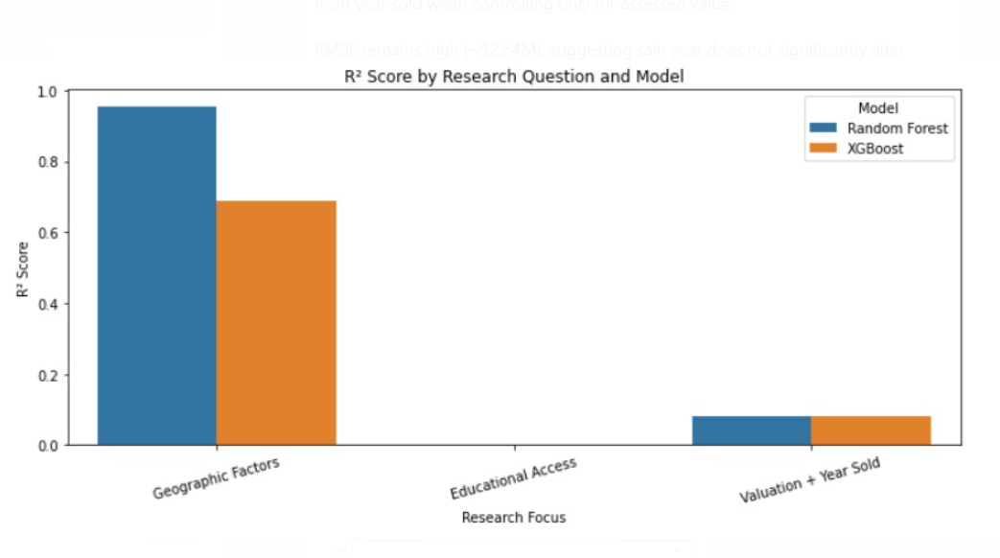 from year sold when controlling only for assessed value.
RMSE remains high (~$2.64M), suggesting sale year does not significantly alter
R² Score by Research Question and Model
Model
Random Forest
XGBoost
1.0
0.8
0.6
0.4
0.2
0.0
R² Score
Geographic Factors
Educational Access
Valuation + Year Sold
Research Focus